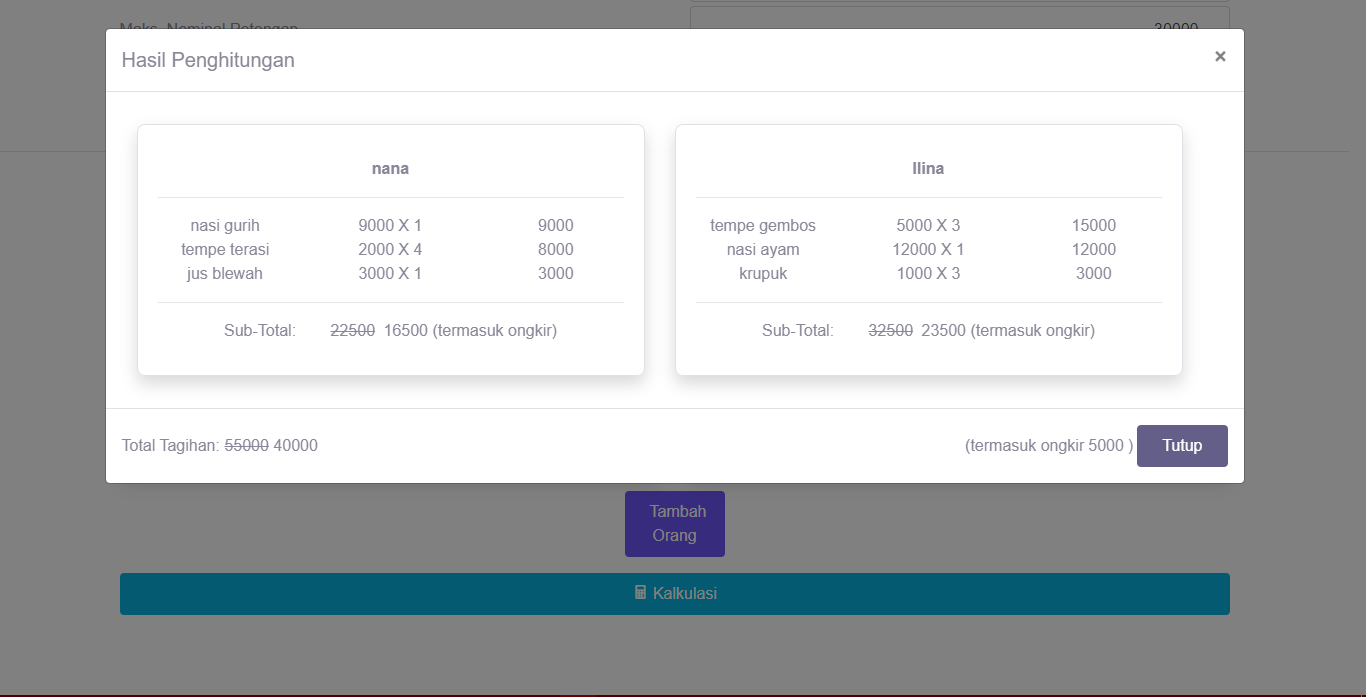 Maks. Nominal Potongan 30000
Hasil Penghitungan ×
nana
nasi gurih 9000 X 1 9000
tempe terasi 2000 X 4 8000
jus blewah 3000 X 1 3000
Sub-Total: 22500 16500 (termasuk ongkir)
llina
tempe gembos 5000 X 3 15000
nasi ayam 12000 X 1 12000
krupuk 1000 X 3 3000
Sub-Total: 32500 23500 (termasuk ongkir)
Total Tagihan: 55000 40000 (termasuk ongkir 5000 ) Tutup
Tambah
Orang
Kalkulasi